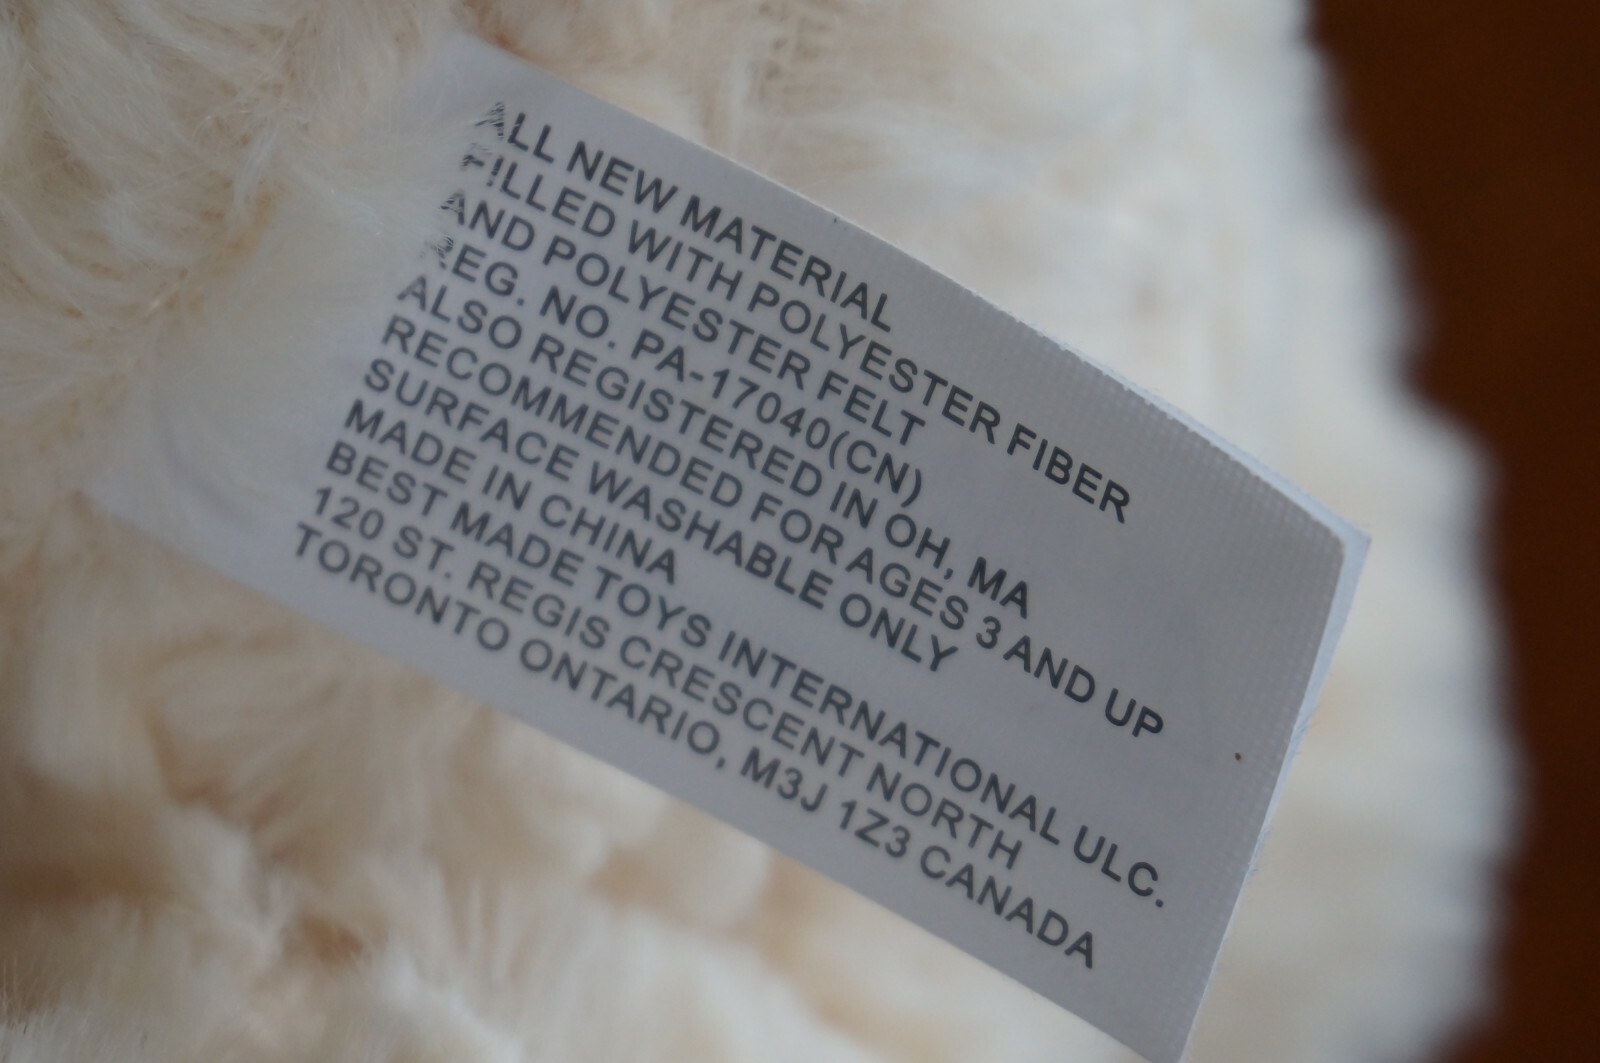 ALL NEW MATERIAL
FILLED WITH POLYESTER FIBER
AND POLYESTER FELT
REG. NO. PA-17040(CN)
ALSO REGISTERED IN OH, MA
RECOMMENDED FOR AGES 3 AND UP
SURFACE WASHABLE ONLY
MADE IN CHINA
BEST MADE TOYS INTERNATIONAL ULC.
120 ST. REGIS CRESCENT NORTH
TORONTO ONTARIO, M3J 1Z3 CANADA